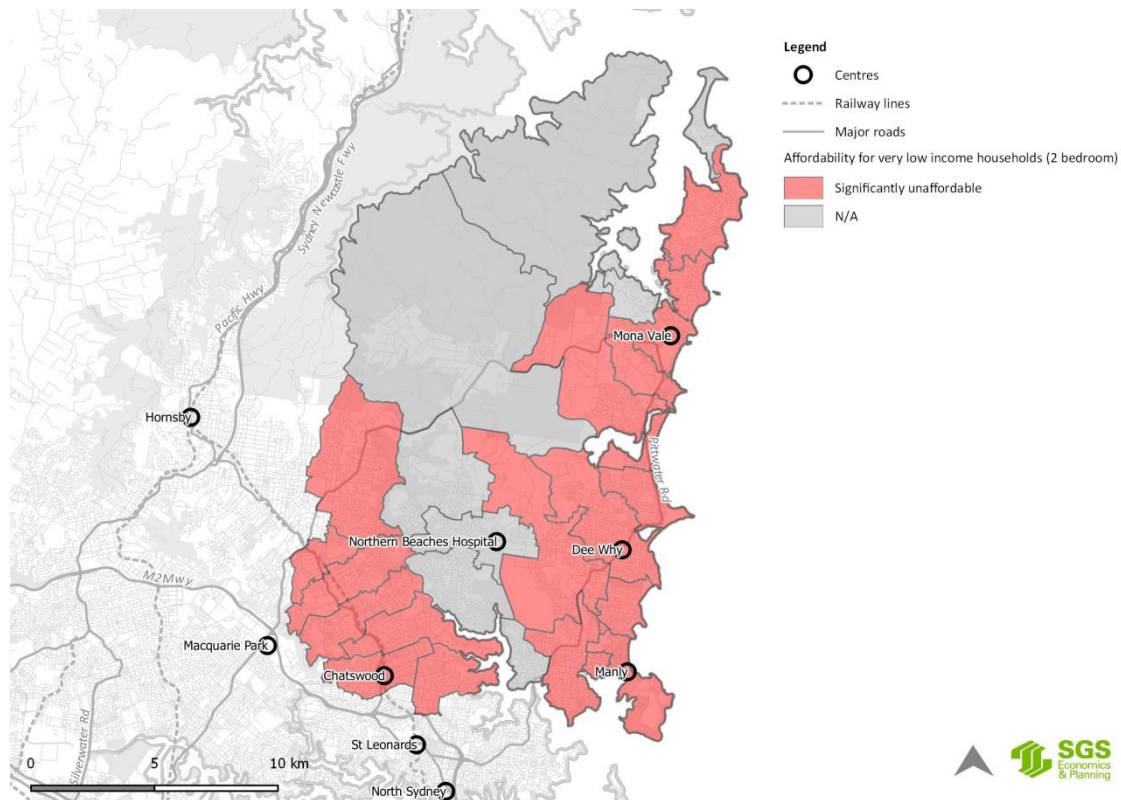 Legend
Centres
Railway lines
Major roads
Affordability for very low income households (2 bedroom)
Significantly unaffordable
N/A
Sydney Newcastle Fwy
Pacific Hwy
Mona Vale
Hornsby
Pittwater Rd
Northern Beaches Hospital
Dee Why
M2Mwy
Macquarie Park
Chatswood
Manly
St Leonards
Silverwater Rd
0 5 10 km
North Sydney
SGS
Economics
& Planning